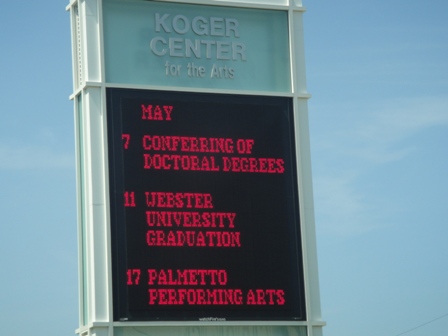 KOGER
CENTER
for the Arts
MAY
7 CONFERRING OF
DOCTORAL DEGREES
11 WEBSTER
UNIVERSITY
GRADUATION
17 PALMETTO
PERFORMING ARTS